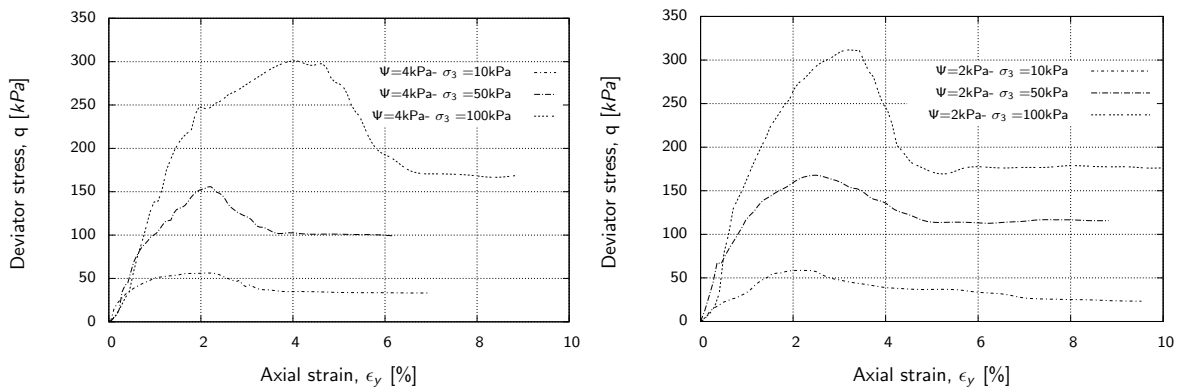 350
300
250
200
150
100
50
0
0 2 4 6 8 10
Deviator stress, q [kPa]
Axial strain, ϵy [%]
Ψ=4kPa- σ3 =10kPa
Ψ=4kPa- σ3 =50kPa
Ψ=4kPa- σ3 =100kPa
350
300
250
200
150
100
50
0
0 2 4 6 8 10
Deviator stress, q [kPa]
Axial strain, ϵy [%]
Ψ=2kPa- σ3 =10kPa
Ψ=2kPa- σ3 =50kPa
Ψ=2kPa- σ3 =100kPa